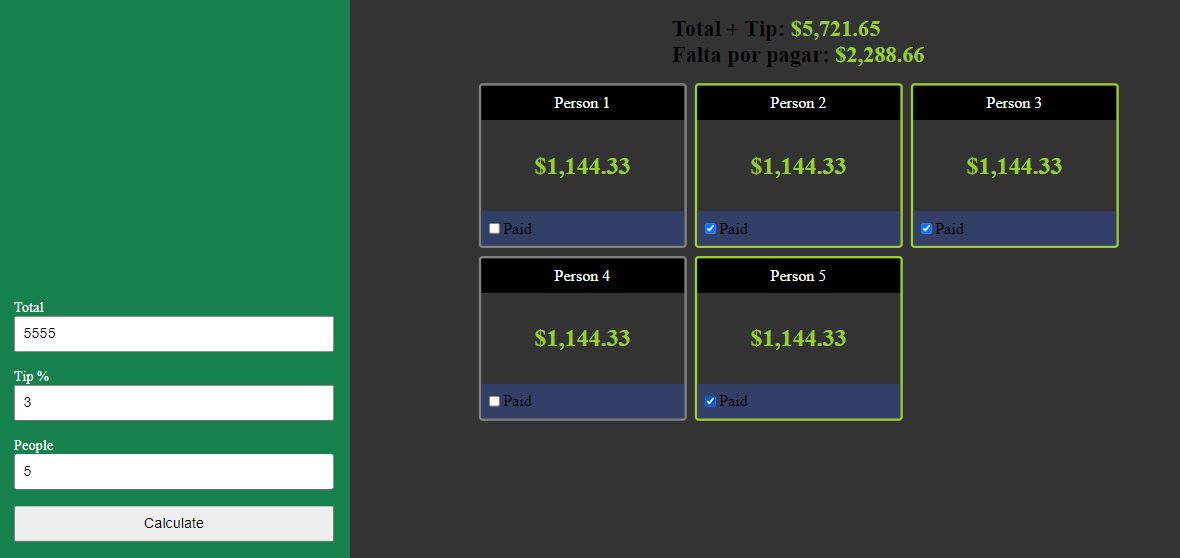 Total + Tip: $5,721.65
Falta por pagar: $2,288.66
Person 1
$1,144.33
Paid
Person 2
$1,144.33
Paid
Person 3
$1,144.33
Paid
Person 4
$1,144.33
Paid
Person 5
$1,144.33
Paid
Total
5555
Tip %
3
People
5
Calculate